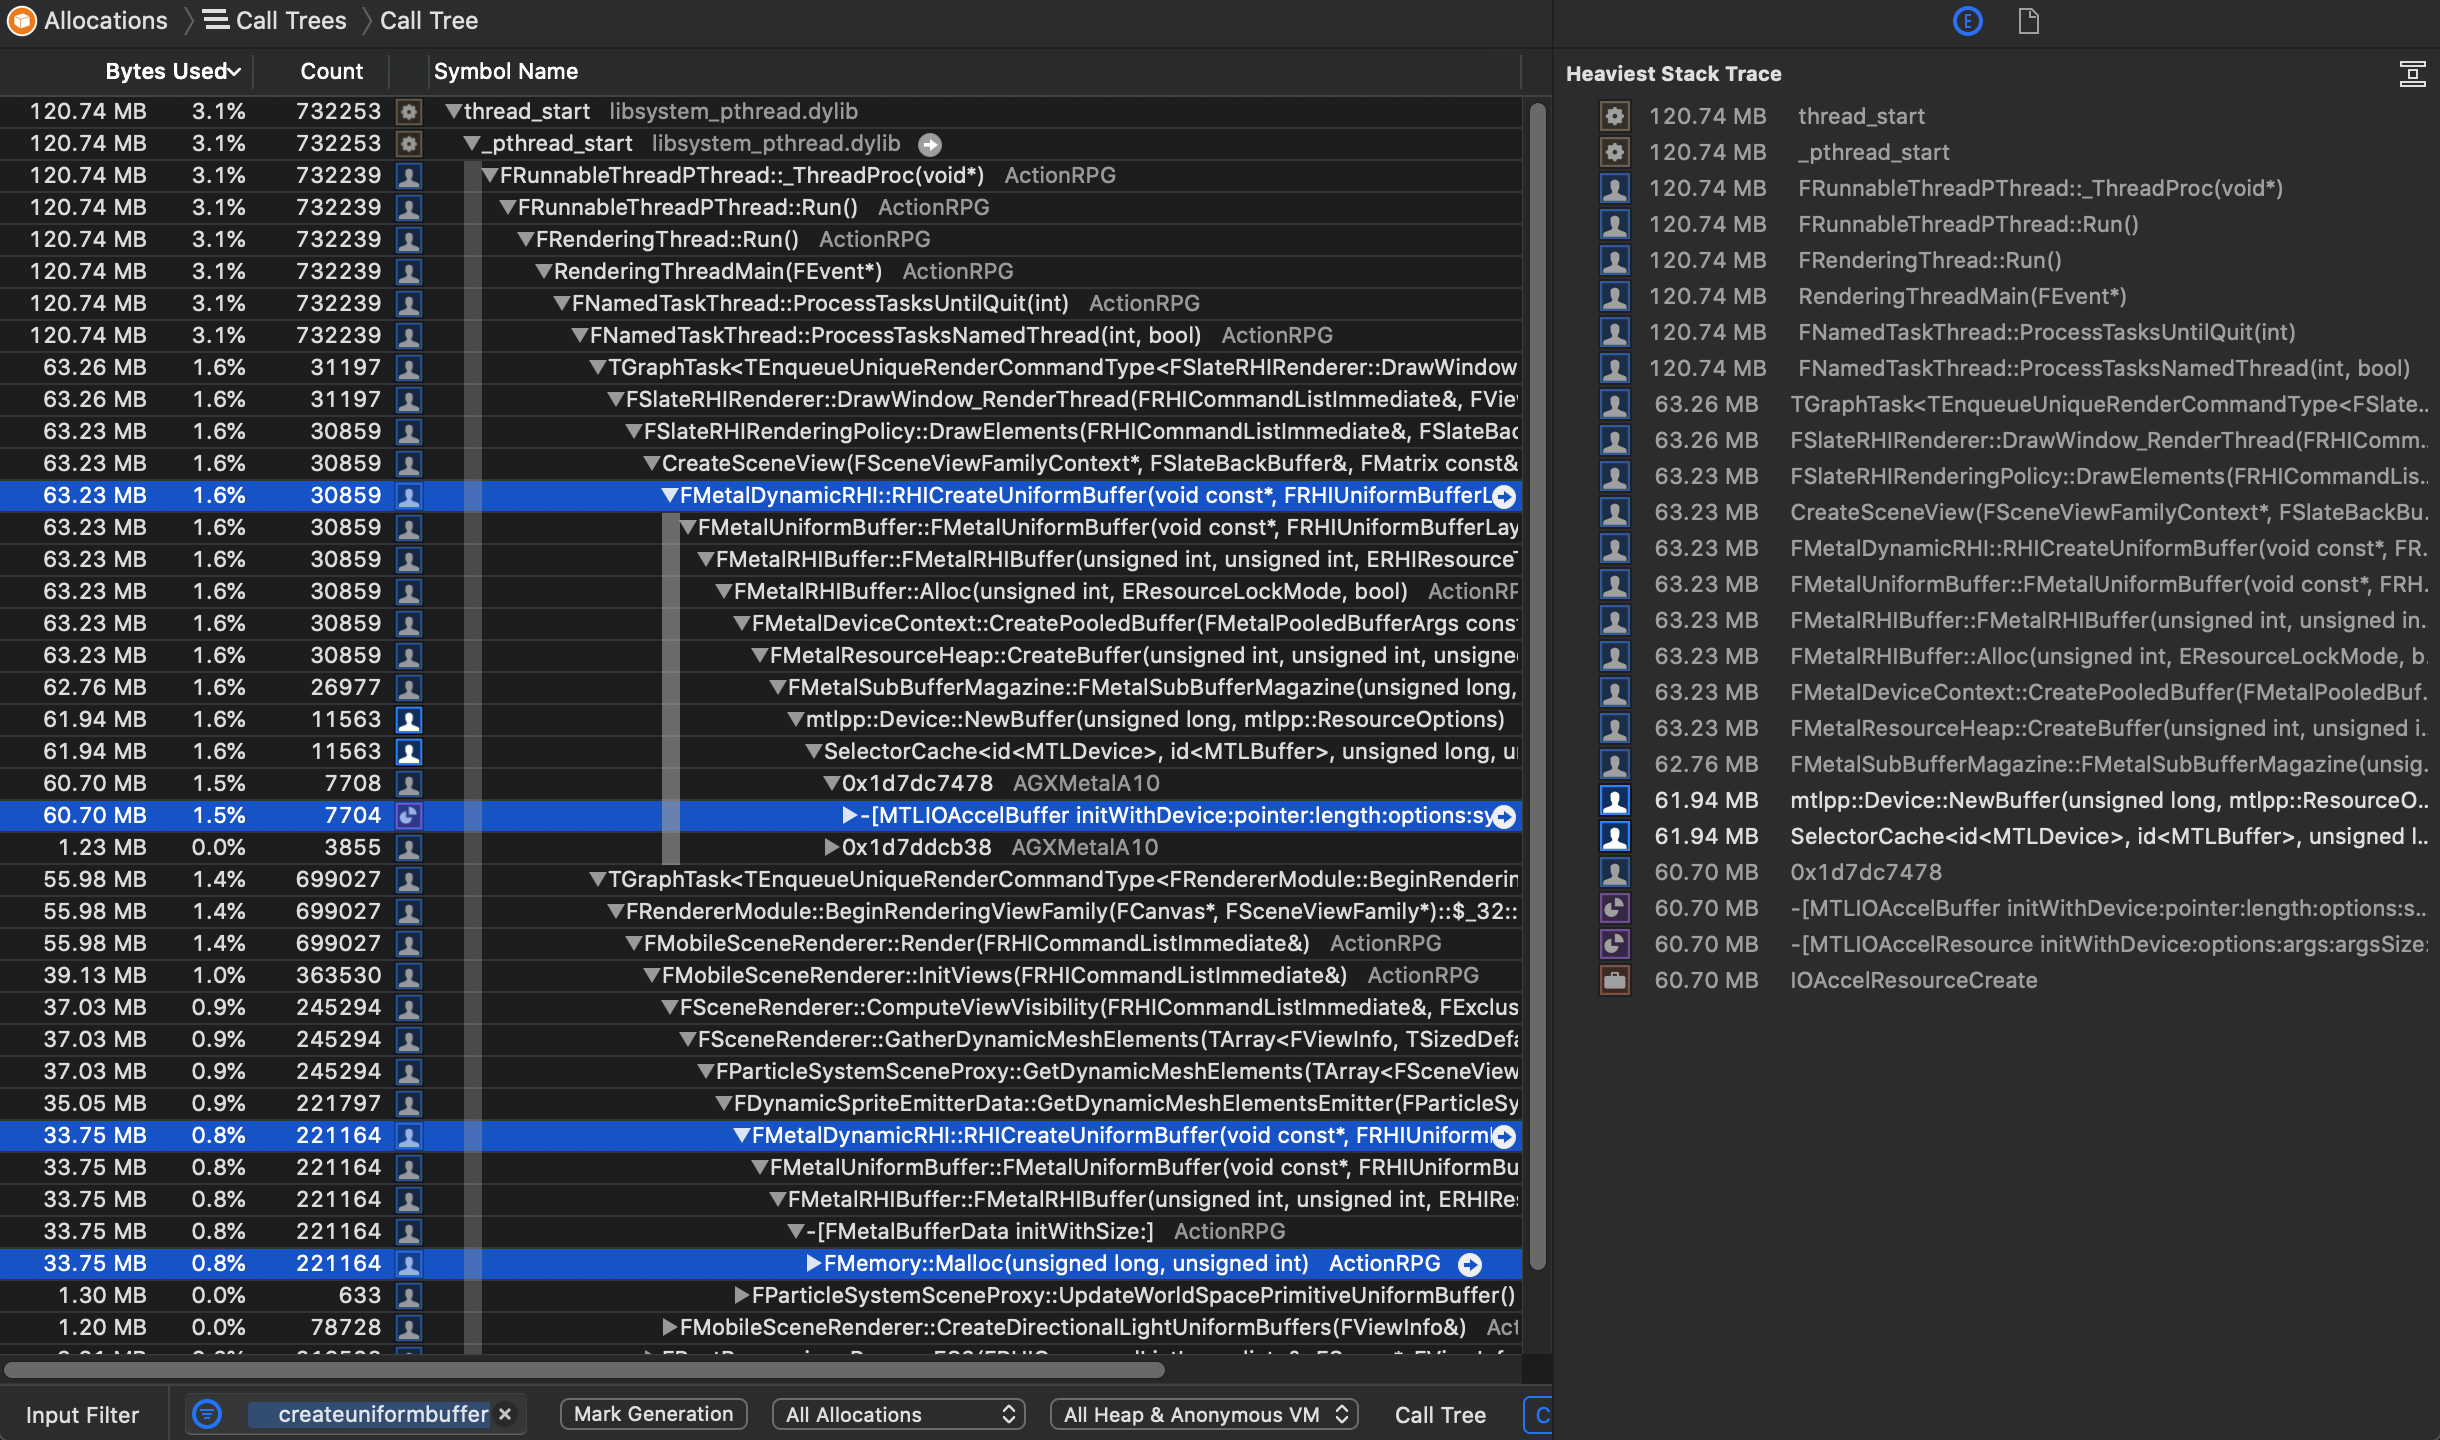 Allocations Call Trees Call Tree
Bytes Used Count Symbol Name
120.74 MB 3.1% 732253 thread_start libsystem_pthread.dylib
120.74 MB 3.1% 732253 _pthread_start libsystem_pthread.dylib
120.74 MB 3.1% 732239 FRunnableThreadPThread::_ThreadProc(void*) ActionRPG
120.74 MB 3.1% 732239 FRunnableThreadPThread::Run() ActionRPG
120.74 MB 3.1% 732239 FRenderingThread::Run() ActionRPG
120.74 MB 3.1% 732239 RenderingThreadMain(FEvent*) ActionRPG
120.74 MB 3.1% 732239 FNamedTaskThread::ProcessTasksUntilQuit(int) ActionRPG
120.74 MB 3.1% 732239 FNamedTaskThread::ProcessTasksNamedThread(int, bool) ActionRPG
63.26 MB 1.6% 31197 TGraphTask<TEnqueueUniqueRenderCommandType<FSlateRHIRenderer::DrawWindow
63.26 MB 1.6% 31197 FSlateRHIRenderer::DrawWindow_RenderThread(FRHICommandListImmediate&, FVie
63.23 MB 1.6% 30859 FSlateRHIRenderingPolicy::DrawElements(FRHICommandListImmediate&, FSlateBac
63.23 MB 1.6% 30859 CreateSceneView(FSceneViewFamilyContext*, FSlateBackBuffer&, FMatrix const&
63.23 MB 1.6% 30859 FMetalDynamicRHI::RHICreateUniformBuffer(void const*, FRHIUniformBufferL
63.23 MB 1.6% 30859 FMetalUniformBuffer::FMetalUniformBuffer(void const*, FRHIUniformBufferLay
63.23 MB 1.6% 30859 FMetalRHIBuffer::FMetalRHIBuffer(unsigned int, unsigned int, ERHIResourceT
63.23 MB 1.6% 30859 FMetalRHIBuffer::Alloc(unsigned int, EResourceLockMode, bool) ActionRP
63.23 MB 1.6% 30859 FMetalDeviceContext::CreatePooledBuffer(FMetalPooledBufferArgs cons
63.23 MB 1.6% 30859 FMetalResourceHeap::CreateBuffer(unsigned int, unsigned int, unsigne
62.76 MB 1.6% 26977 FMetalSubBufferMagazine::FMetalSubBufferMagazine(unsigned long,
61.94 MB 1.6% 11563 mtlpp::Device::NewBuffer(unsigned long, mtlpp::ResourceOptions)
61.94 MB 1.6% 11563 SelectorCache<id<MTLDevice>, id<MTLBuffer>, unsigned long, u
60.70 MB 1.5% 7708 0x1d7dc7478 AGXMetalA10
60.70 MB 1.5% 7704 -[MTLIOAccelBuffer initWithDevice:pointer:length:options:sy
1.23 MB 0.0% 3855 0x1d7ddcb38 AGXMetalA10
55.98 MB 1.4% 699027 TGraphTask<TEnqueueUniqueRenderCommandType<FRendererModule::BeginRenderin
55.98 MB 1.4% 699027 FRendererModule::BeginRenderingViewFamily(FCanvas*, FSceneViewFamily*)::$_32::
55.98 MB 1.4% 699027 FMobileSceneRenderer::Render(FRHICommandListImmediate&) ActionRPG
39.13 MB 1.0% 363530 FMobileSceneRenderer::InitViews(FRHICommandListImmediate&) ActionRPG
37.03 MB 0.9% 245294 FSceneRenderer::ComputeViewVisibility(FRHICommandListImmediate&, FExclus
37.03 MB 0.9% 245294 FSceneRenderer::GatherDynamicMeshElements(TArray<FViewInfo, TSizedDefa
37.03 MB 0.9% 245294 FParticleSystemSceneProxy::GetDynamicMeshElements(TArray<FSceneView
35.05 MB 0.9% 221797 FDynamicSpriteEmitterData::GetDynamicMeshElementsEmitter(FParticleSy
33.75 MB 0.8% 221164 FMetalDynamicRHI::RHICreateUniformBuffer(void const*, FRHIUniform
33.75 MB 0.8% 221164 FMetalUniformBuffer::FMetalUniformBuffer(void const*, FRHIUniformBu
33.75 MB 0.8% 221164 FMetalRHIBuffer::FMetalRHIBuffer(unsigned int, unsigned int, ERHIRe
33.75 MB 0.8% 221164 -[FMetalBufferData initWithSize:] ActionRPG
33.75 MB 0.8% 221164 FMemory::Malloc(unsigned long, unsigned int) ActionRPG
1.30 MB 0.0% 633 FParticleSystemSceneProxy::UpdateWorldSpacePrimitiveUniformBuffer()
1.20 MB 0.0% 78728 FMobileSceneRenderer::CreateDirectionalLightUniformBuffers(FViewInfo&) Act
Input Filter createuniformbuffer Mark Generation All Allocations All Heap & Anonymous VM Call Tree C
Heaviest Stack Trace
120.74 MB thread_start
120.74 MB _pthread_start
120.74 MB FRunnableThreadPThread::_ThreadProc(void*)
120.74 MB FRunnableThreadPThread::Run()
120.74 MB FRenderingThread::Run()
120.74 MB RenderingThreadMain(FEvent*)
120.74 MB FNamedTaskThread::ProcessTasksUntilQuit(int)
120.74 MB FNamedTaskThread::ProcessTasksNamedThread(int, bool)
63.26 MB TGraphTask<TEnqueueUniqueRenderCommandType<FSlate...
63.26 MB FSlateRHIRenderer::DrawWindow_RenderThread(FRHIComm...
63.23 MB FSlateRHIRenderingPolicy::DrawElements(FRHICommandLis...
63.23 MB CreateSceneView(FSceneViewFamilyContext*, FSlateBackBu...
63.23 MB FMetalDynamicRHI::RHICreateUniformBuffer(void const*, FR...
63.23 MB FMetalUniformBuffer::FMetalUniformBuffer(void const*, FRH...
63.23 MB FMetalRHIBuffer::FMetalRHIBuffer(unsigned int, unsigned in...
63.23 MB FMetalRHIBuffer::Alloc(unsigned int, EResourceLockMode, b...
63.23 MB FMetalDeviceContext::CreatePooledBuffer(FMetalPooledBuf...
63.23 MB FMetalResourceHeap::CreateBuffer(unsigned int, unsigned i...
62.76 MB FMetalSubBufferMagazine::FMetalSubBufferMagazine(unsig...
61.94 MB mtlpp::Device::NewBuffer(unsigned long, mtlpp::ResourceO...
61.94 MB SelectorCache<id<MTLDevice>, id<MTLBuffer>, unsigned l...
60.70 MB 0x1d7dc7478
60.70 MB -[MTLIOAccelBuffer initWithDevice:pointer:length:options:s...
60.70 MB -[MTLIOAccelResource initWithDevice:options:args:argsSize:
60.70 MB IOAccelResourceCreate